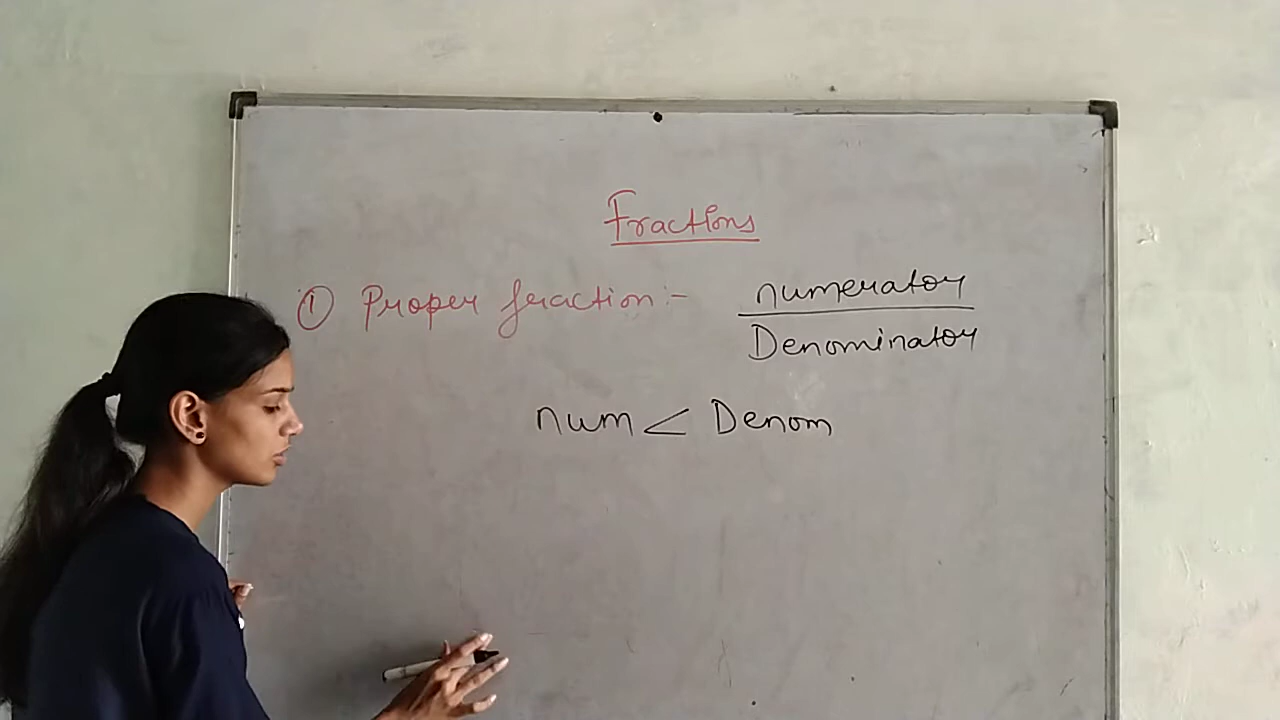 Fractions
① Proper fraction :- numerator
Denominator
num < Denom